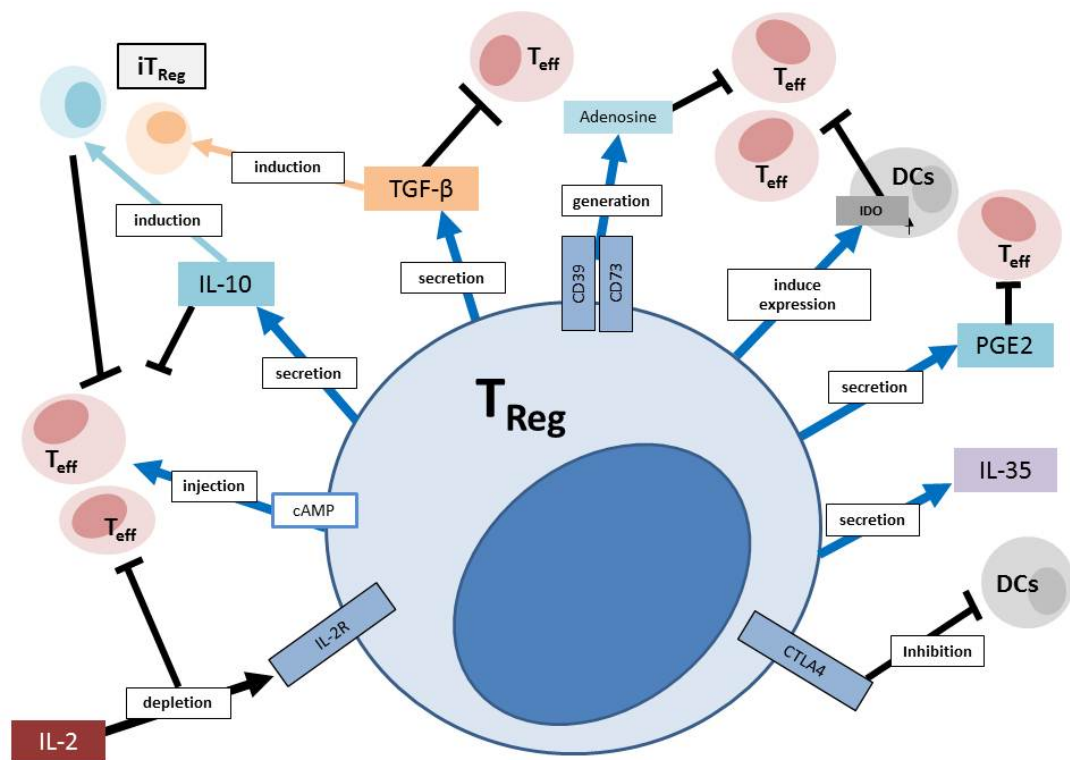 iTReg
Teff
Teff
Adenosine
Teff
DCs
IDO
induction
TGF-β
generation
induction
Teff
IL-10
secretion
CD39
CD73
induce
expression
PGE2
secretion
TReg
secretion
Teff
injection
cAMP
IL-35
secretion
Teff
DCs
IL-2R
CTLA4
Inhibition
depletion
IL-2